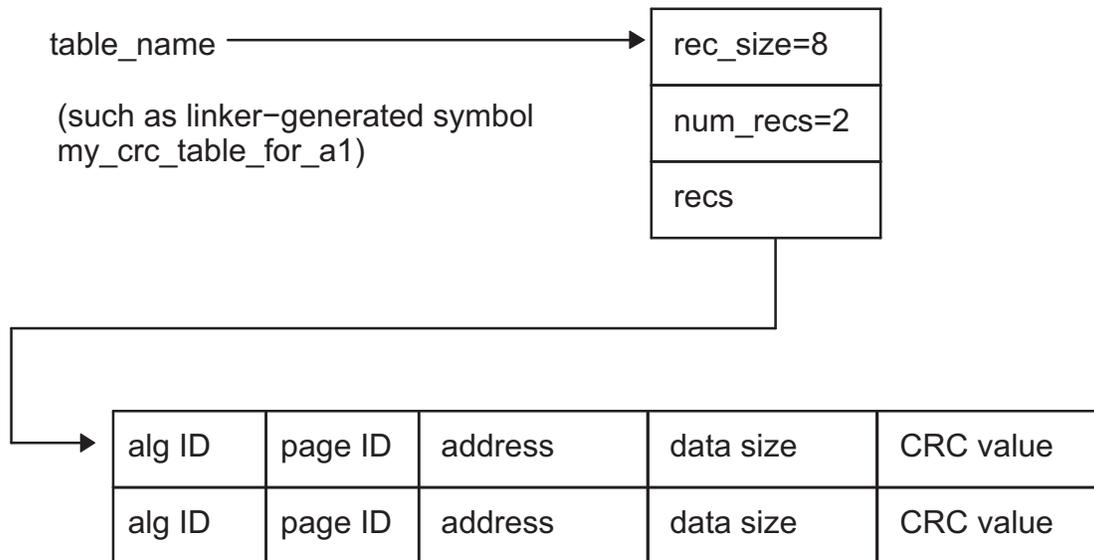 table_name
rec_size=8
(such as linker−generated symbol
my_crc_table_for_a1)
num_recs=2
recs
alg ID page ID address data size CRC value
alg ID page ID address data size CRC value